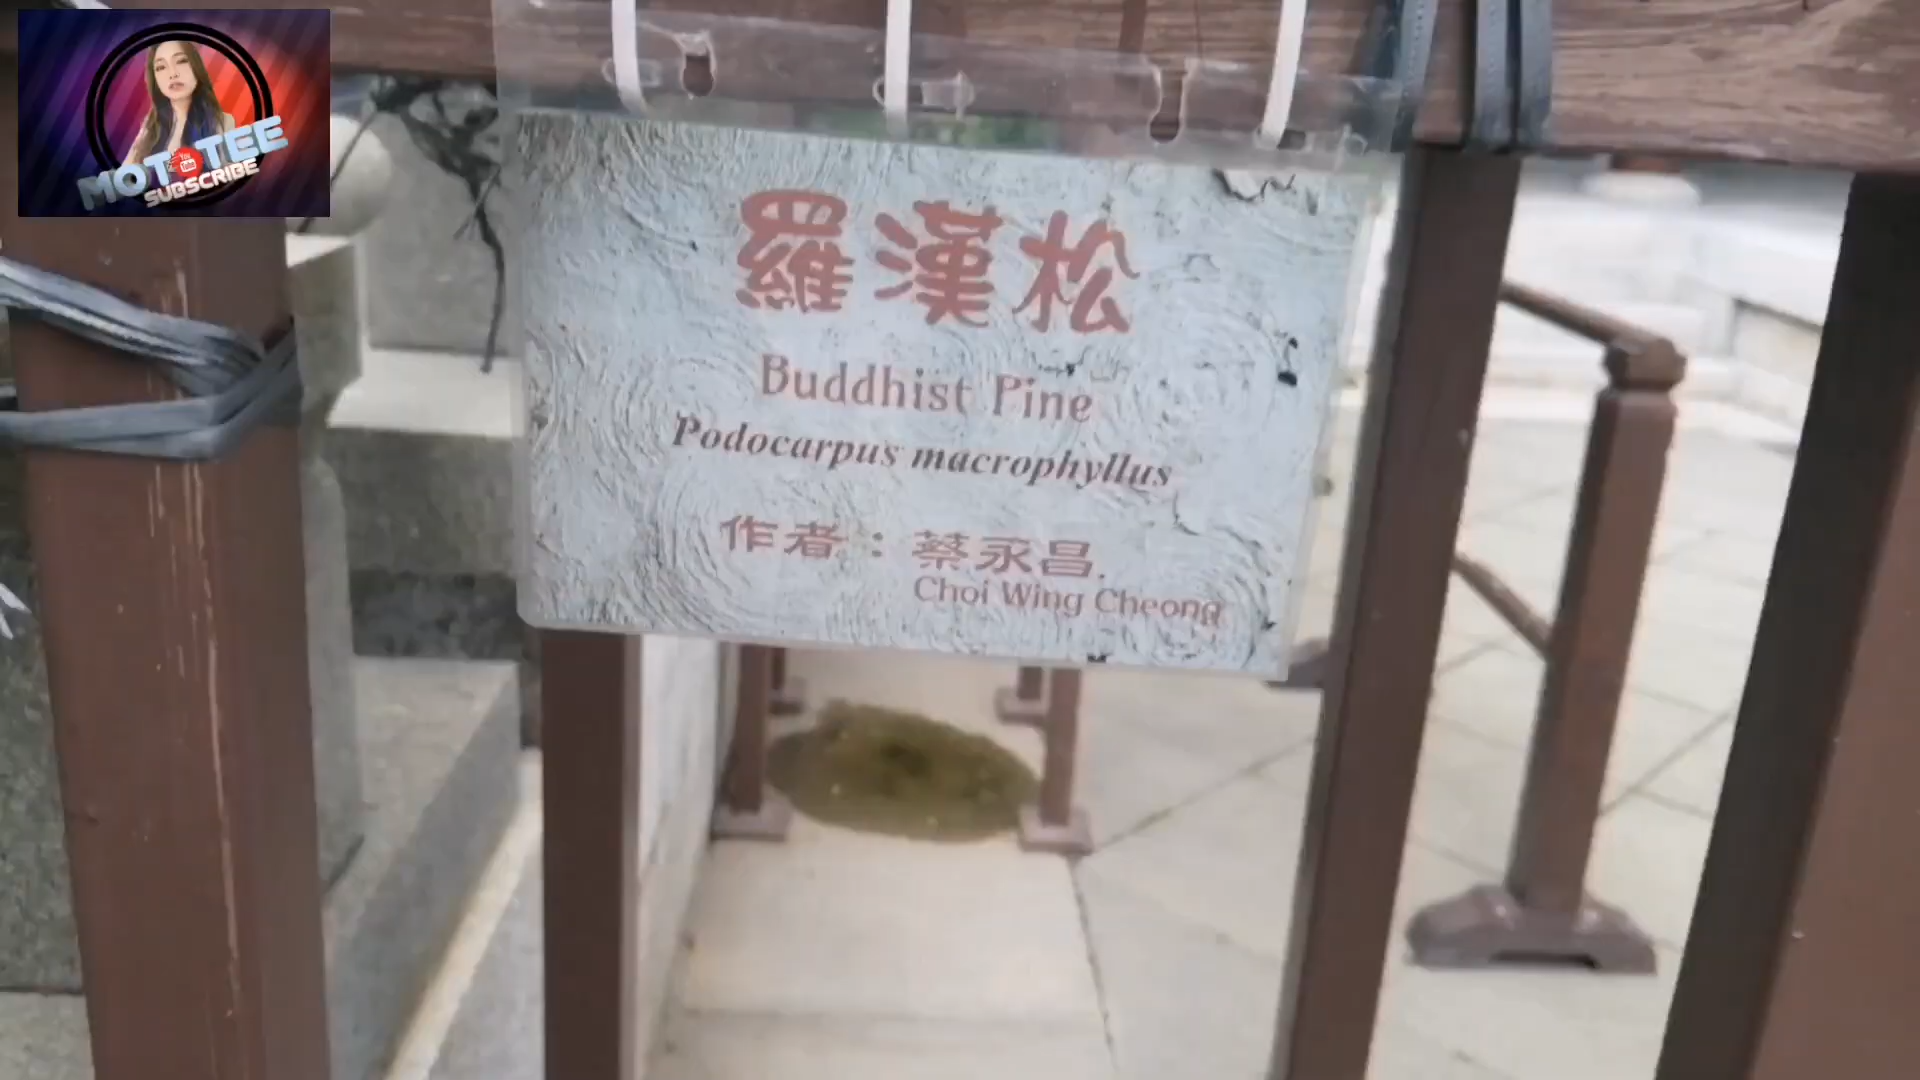 MOTOTEE
SUBSCRIBE
羅漢松
Buddhist Pine
Podocarpus macrophyllus
作者：蔡永昌
Choi Wing Cheong